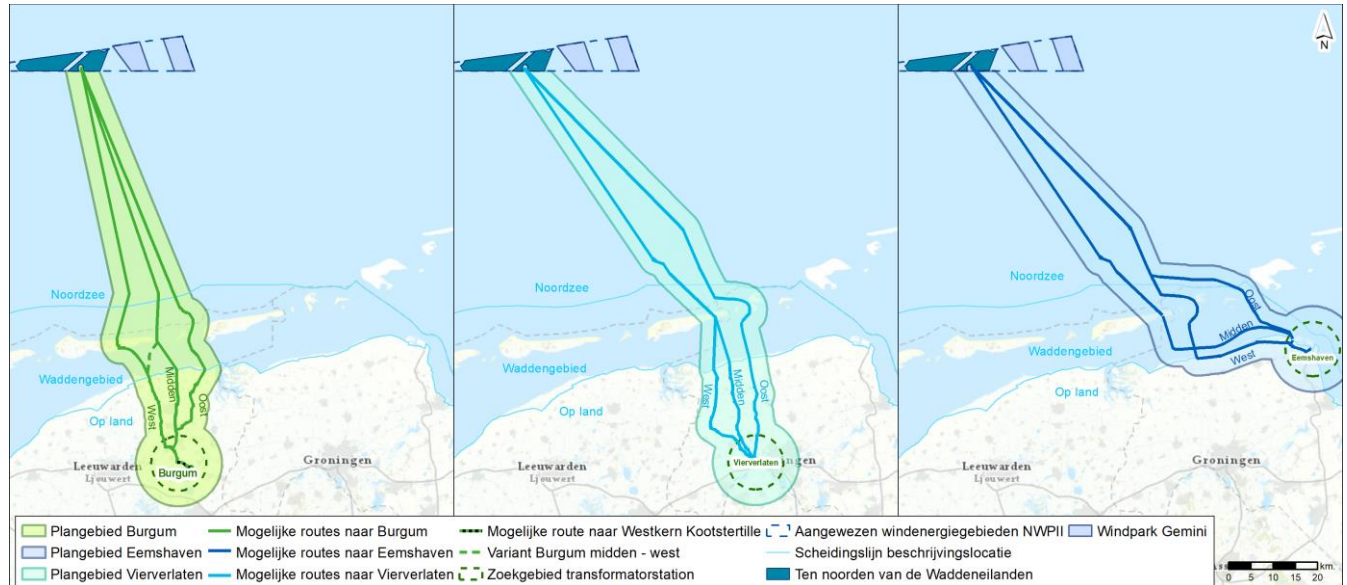 N
Noordzee
Waddengebied
Op land
West
Midden
Oost
Burgum
Leeuwarden
Ljouwert
Groningen
Noordzee
Waddengebied
Op land
West
Midden
Oost
Vierverlaten
Leeuwarden
Ljouwert
Noordzee
Waddengebied
Op land
Oost
Midden
West
Eemshaven
Leeuwarden
Ljouwert
Groningen
Plangebied Burgum
Mogelijke routes naar Burgum
Mogelijke route naar Westkern Kootstertille
Aangewezen windenergiegebieden NWPII
Windpark Gemini
Plangebied Eemshaven
Mogelijke routes naar Eemshaven
Variant Burgum midden - west
Scheidingslijn beschrijvingslocatie
Plangebied Vierverlaten
Mogelijke routes naar Vierverlaten
Zoekgebied transformatorstation
Ten noorden van de Waddeneilanden
km.
0 5 10 15 20